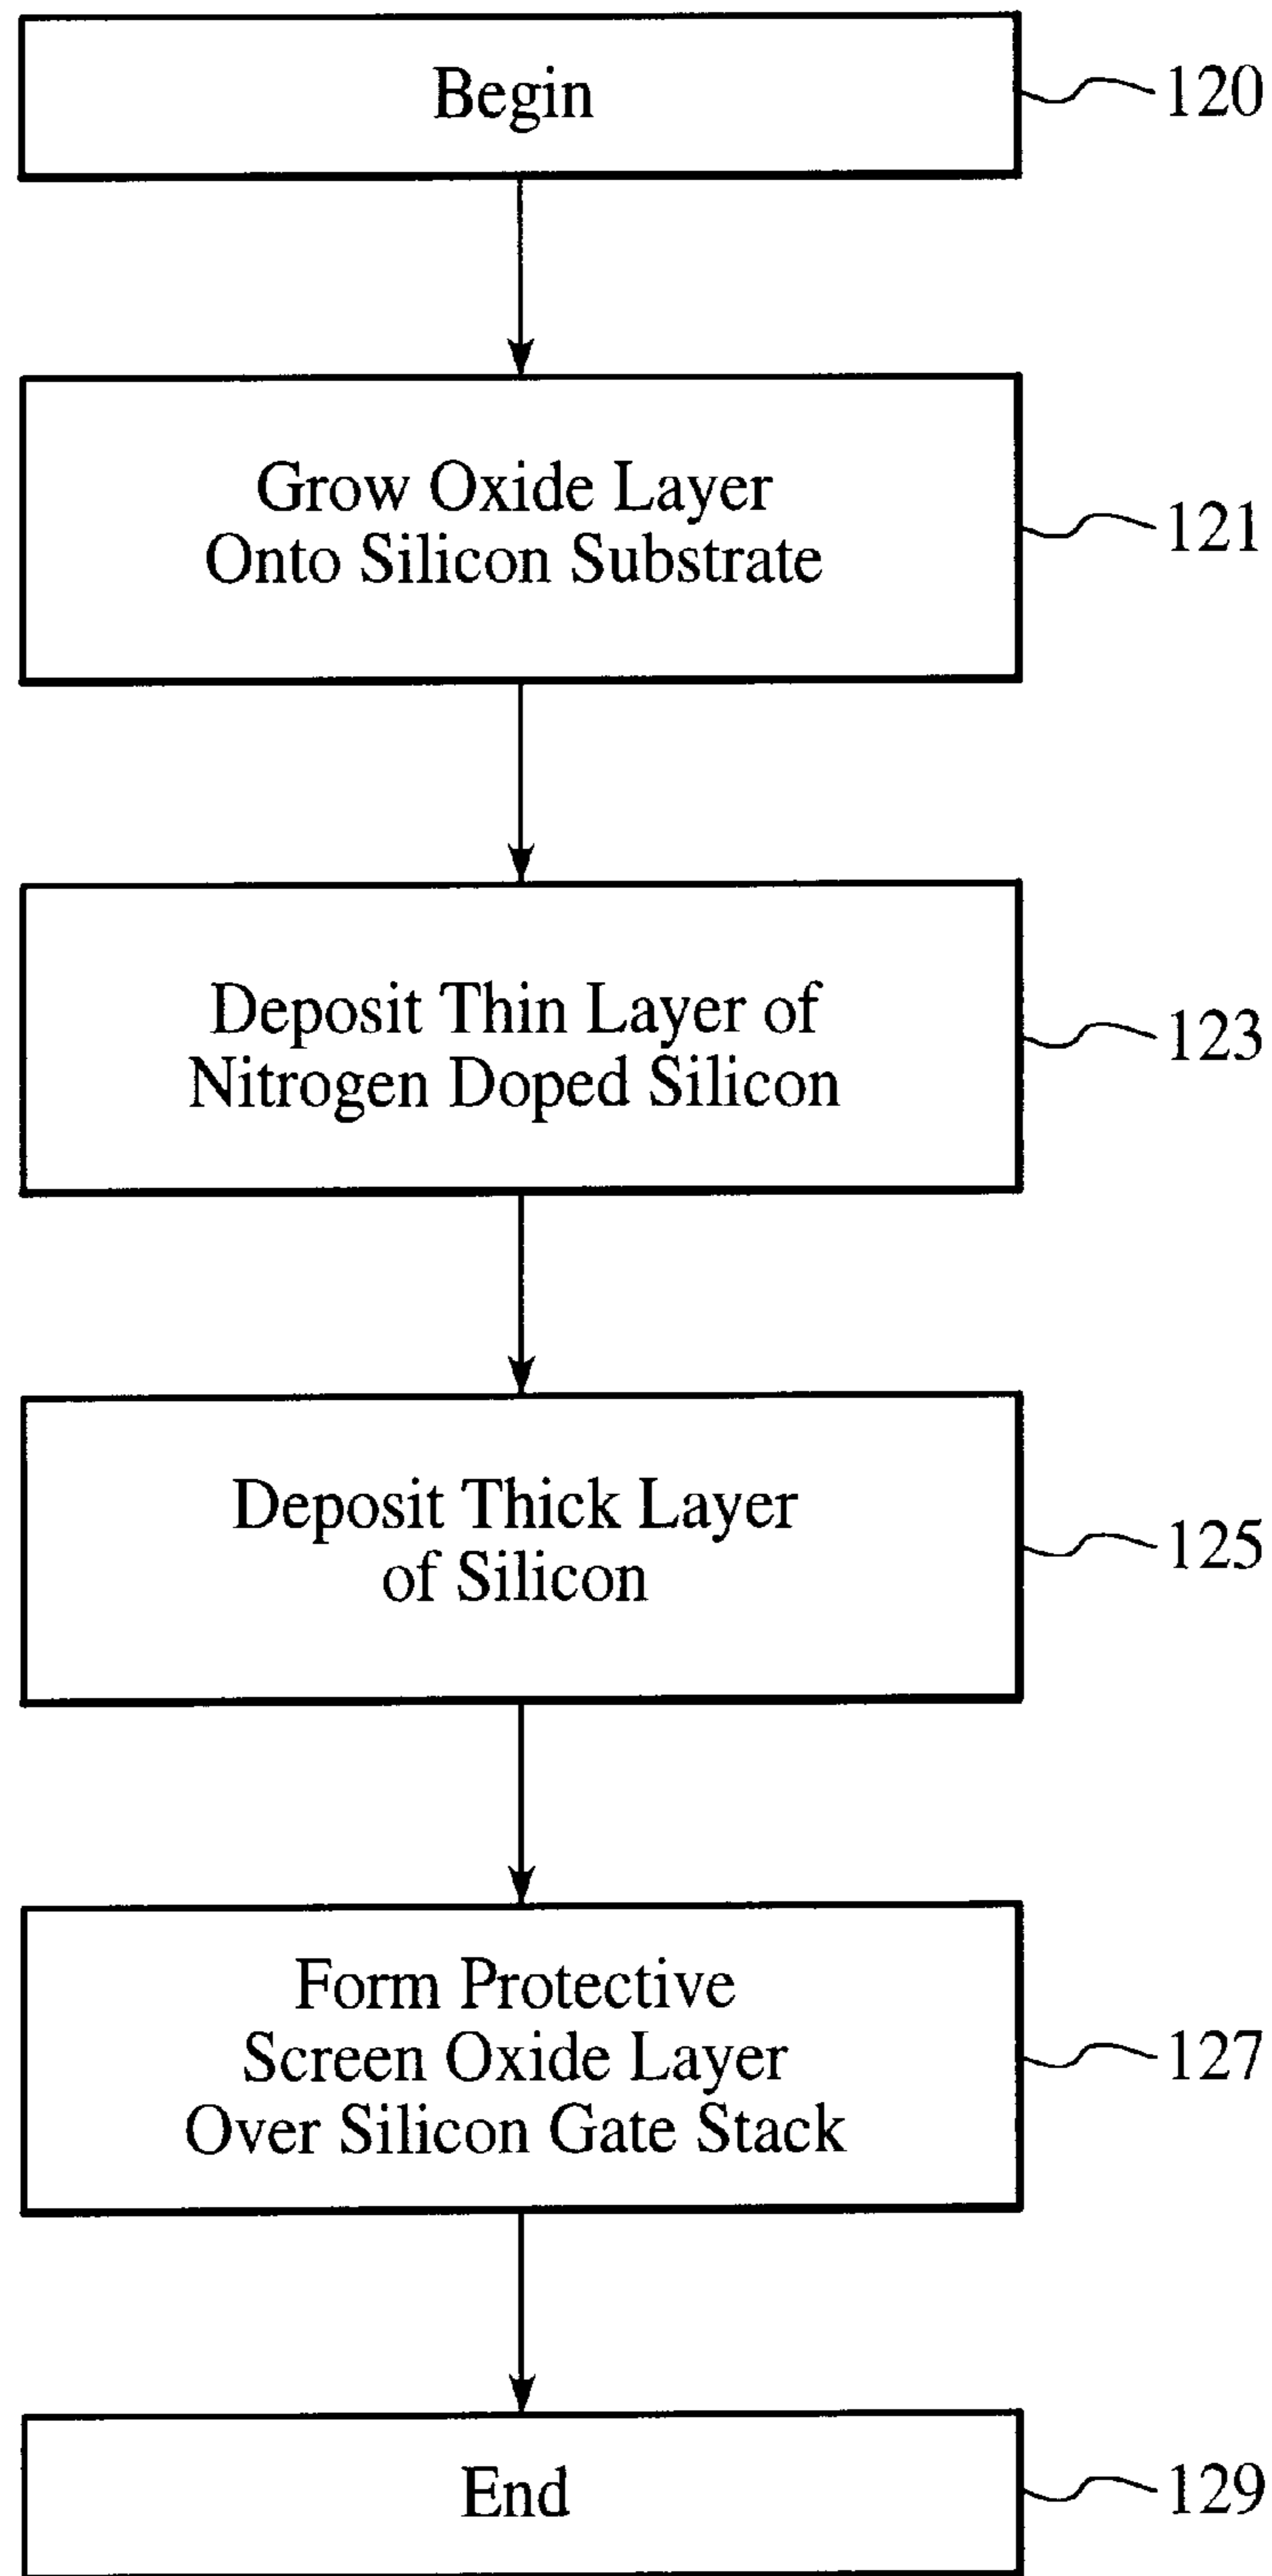 Begin
120
Grow Oxide Layer
Onto Silicon Substrate
121
Deposit Thin Layer of
Nitrogen Doped Silicon
123
Deposit Thick Layer
of Silicon
125
Form Protective
Screen Oxide Layer
Over Silicon Gate Stack
127
End
129